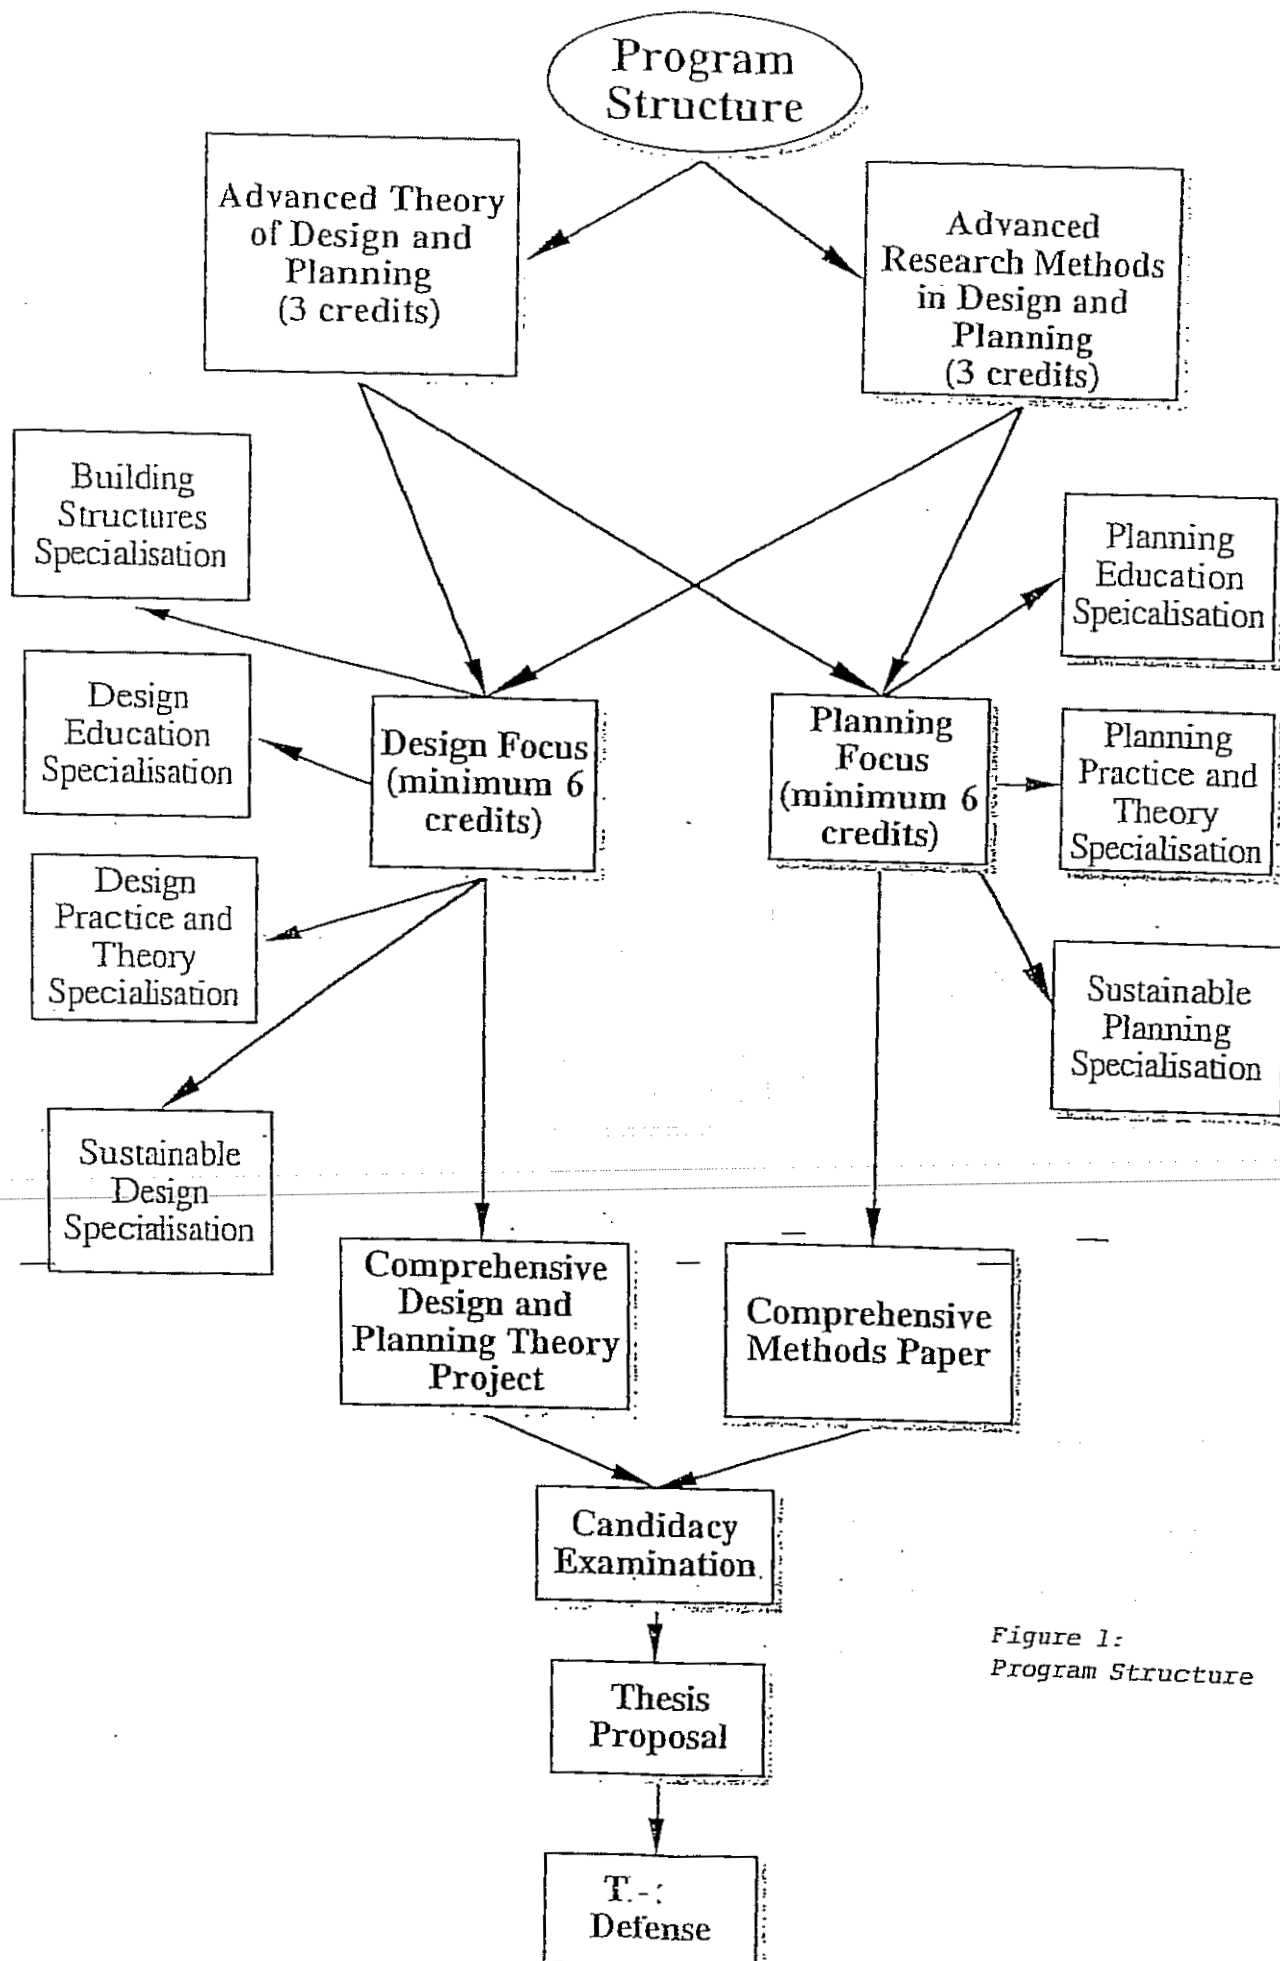 Program
Structure
Advanced Theory
of Design and
Planning
(3 credits)
Advanced
Research Methods
in Design and
Planning
(3 credits)
Building
Structures
Specialisation
Planning
Education
Speicalisation
Design
Education
Specialisation
Design Focus
(minimum 6
credits)
Planning
Focus
(minimum 6
credits)
Planning
Practice and
Theory
Specialisation
Design
Practice and
Theory
Specialisation
Sustainable
Planning
Specialisation
Sustainable
Design
Specialisation
Comprehensive
Design and
Planning Theory
Project
Comprehensive
Methods Paper
Candidacy
Examination
Figure 1:
Program Structure
Thesis
Proposal
Defense